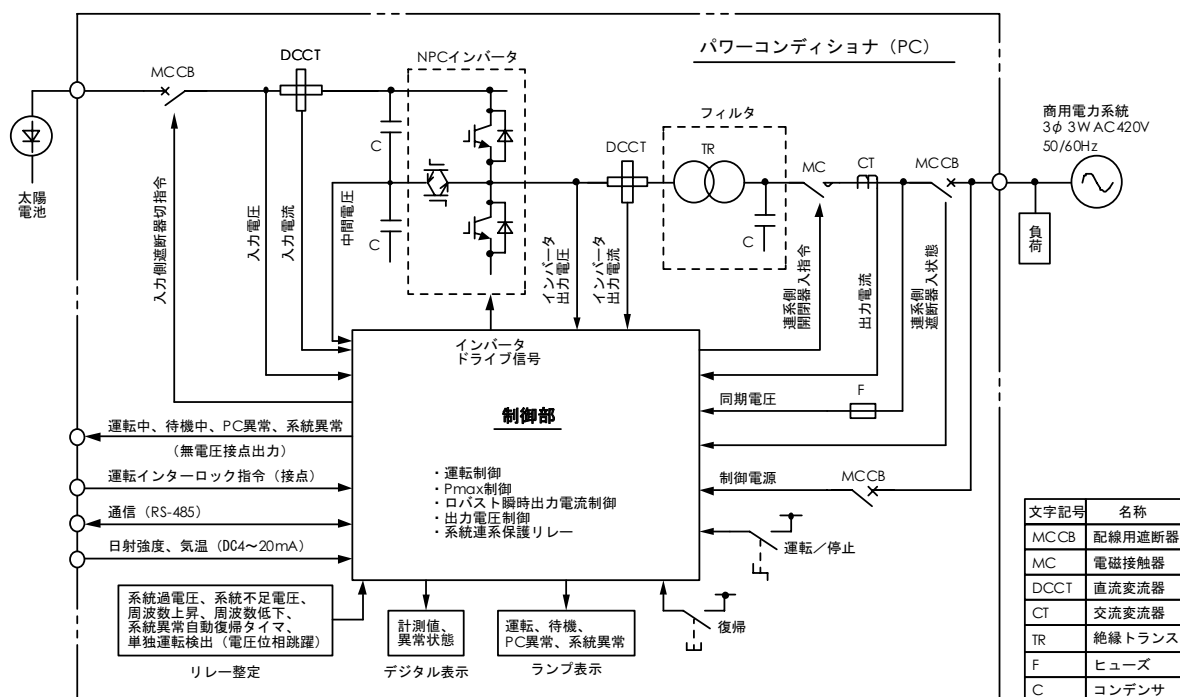 パワーコンディショナ（PC）
DCCT
NPCインバータ
MCCB
フィルタ
商用電力系統
3φ 3W AC420V
50/60Hz
DCCT
TR
MC
CT
MCCB
C
C
C
太陽
電池
負荷
入力側遮断器切指令
入力電圧
入力電流
中間電圧
インバータ
出力電圧
インバータ
出力電流
連系側
開閉器入指令
出力電流
連系側
遮断器入状態
インバータ
ドライブ信号
制御部
同期電圧
F
運転中、待機中、PC異常、系統異常
（無電圧接点出力）
運転インターロック指令（接点）
・運転制御
・Pmax制御
・ロバスト瞬時出力電流制御
・出力電圧制御
・系統連系保護リレー
制御電源
MCCB
通信（RS-485）
日射強度、気温（DC4～20mA）
運転／停止
系統過電圧、系統不足電圧、
周波数上昇、周波数低下、
系統異常自動復帰タイマ、
単独運転検出（電圧位相跳躍）
リレー整定
計測値、
異常状態
デジタル表示
運転、待機、
PC異常、系統異常
ランプ表示
復帰
文字記号 名称
MCCB 配線用遮断器
MC 電磁接触器
DCCT 直流変流器
CT 交流変流器
TR 絶縁トランス
F ヒューズ
C コンデンサ